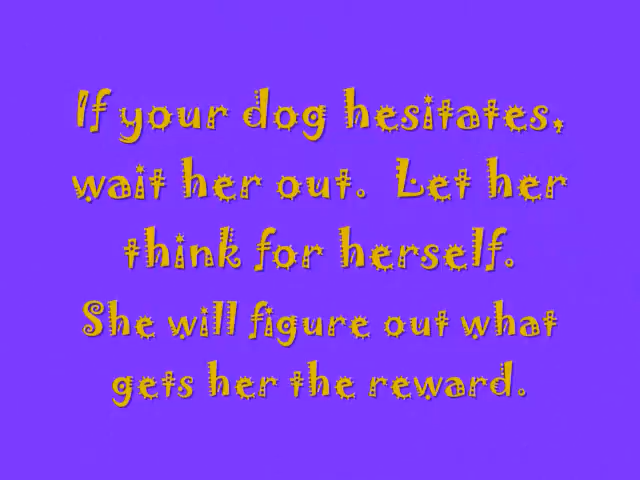 If your dog hesitates,
wait her out.  Let her
think for herself.
She will figure out what
gets her the reward.